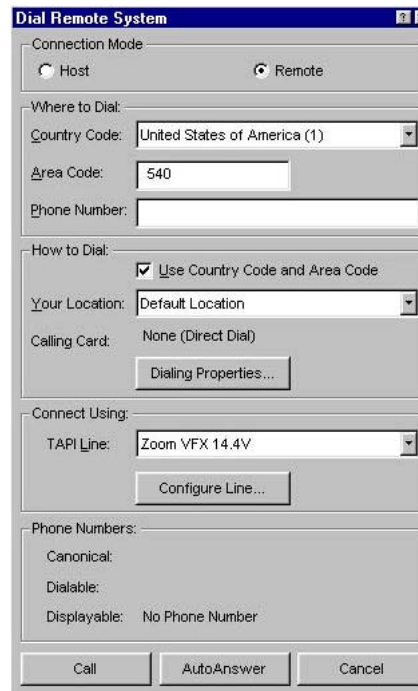 Dial Remote System
Connection Mode
Host Remote
Where to Dial:
Country Code: United States of America (1)
Area Code: 540
Phone Number:
How to Dial:
Use Country Code and Area Code
Your Location: Default Location
Calling Card: None (Direct Dial)
Dialing Properties...
Connect Using:
TAPI Line: Zoom VFX 14.4V
Configure Line...
Phone Numbers:
Canonical:
Dialable:
Displayable: No Phone Number
Call AutoAnswer Cancel